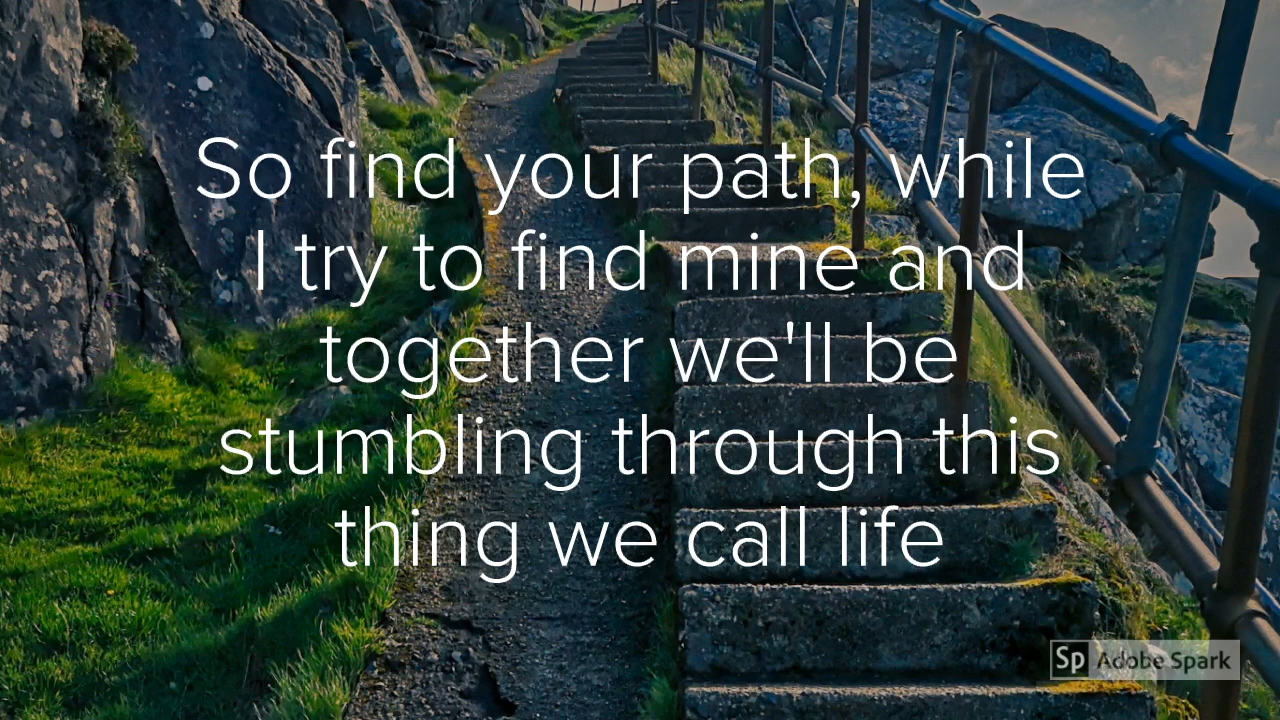 So find your path, while
I try to find mine and
together we'll be
stumbling through this
thing we call life
Sp Adobe Spark